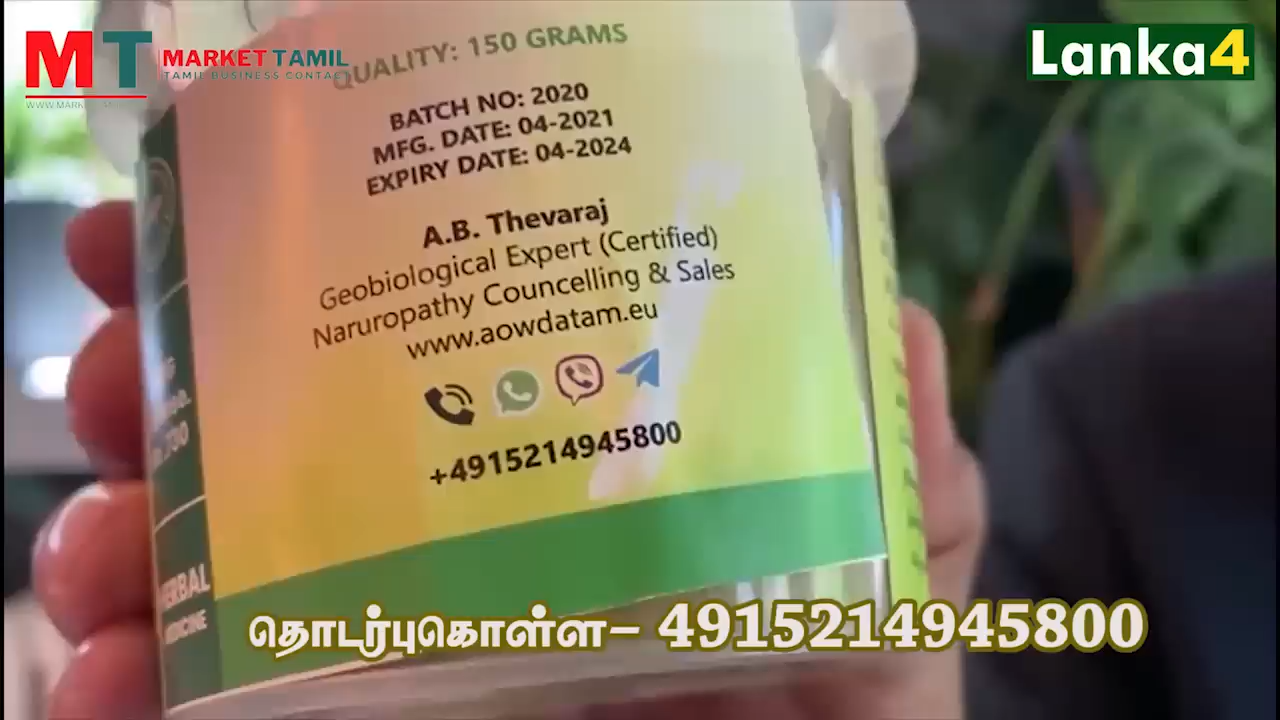 MT MARKET TAMIL
TAMIL BUSINESS CONTACT
Lanka4
QUALITY: 150 GRAMS
BATCH NO: 2020
MFG. DATE: 04-2021
EXPIRY DATE: 04-2024
A.B. Thevaraj
Geobiological Expert (Certified)
Naruropathy Councelling & Sales
www.aowdatam.eu
+4915214945800
தொடர்புகொள்ள– 4915214945800